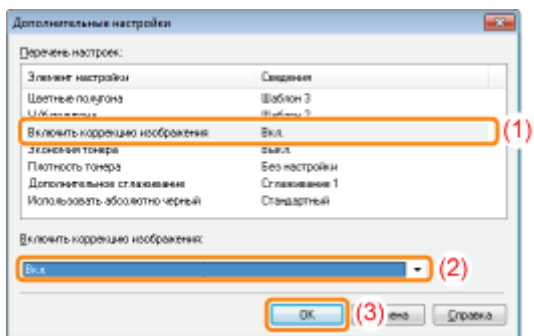 Дополнительные настройки
Перечень настроек:
Элемент настройки Сведения
Цветные полутона Шаблон 3
Включить коррекцию изображения Вкл.
(1)
Экономия тонера Выкл.
Плотность тонера Без настройки
Дополнительное сглаживание Сглаживание 1
Использовать абсолютно черный Стандартный
Включить коррекцию изображения:
Вкл.
(2)
OK
(3)
Справка